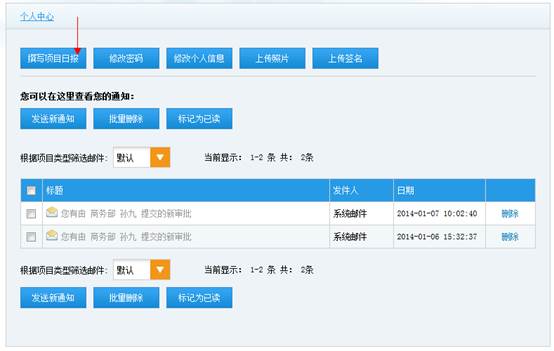 个人中心
撰写项目日报 修改密码 修改个人信息 上传照片 上传签名
您可以在这里查看您的通知：
发送新通知 批量删除 标记为已读
根据项目类型筛选邮件： 默认 当前显示： 1-2 条 共： 2条
标题 发件人 日期
您有由 商务部 孙九 提交的新审批 系统邮件 2014-01-07 10:02:40 删除
您有由 商务部 孙九 提交的新审批 系统邮件 2014-01-06 15:32:37 删除
根据项目类型筛选邮件： 默认 当前显示： 1-2 条 共： 2条
发送新通知 批量删除 标记为已读